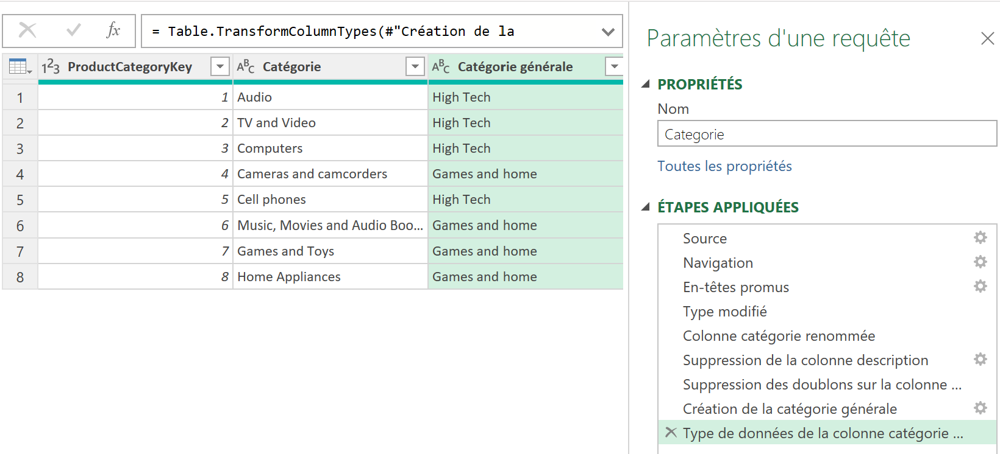 fx
= Table.TransformColumnTypes(#"Création de la
123 ProductCategoryKey ABC Catégorie ABC Catégorie générale
1 1 Audio High Tech
2 2 TV and Video High Tech
3 3 Computers High Tech
4 4 Cameras and camcorders Games and home
5 5 Cell phones High Tech
6 6 Music, Movies and Audio Boo... Games and home
7 7 Games and Toys Games and home
8 8 Home Appliances Games and home
Paramètres d'une requête
PROPRIÉTÉS
Nom
Categorie
Toutes les propriétés
ÉTAPES APPLIQUÉES
Source
Navigation
En-têtes promus
Type modifié
Colonne catégorie renommée
Suppression de la colonne description
Suppression des doublons sur la colonne ...
Création de la catégorie générale
Type de données de la colonne catégorie ...